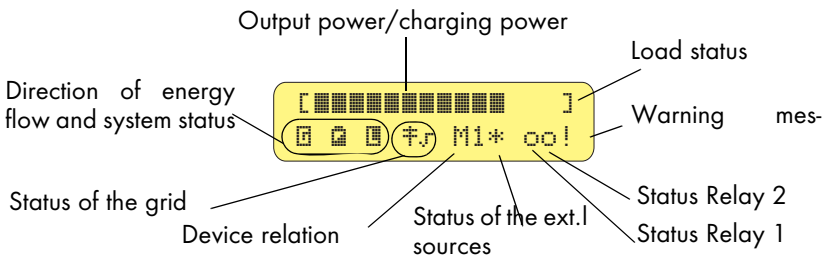 Output power/charging power
Load status
Direction of energy
flow and system status
Warning mes-
M1* oo!
Status of the grid
Device relation
Status of the ext.l
sources
Status Relay 2
Status Relay 1